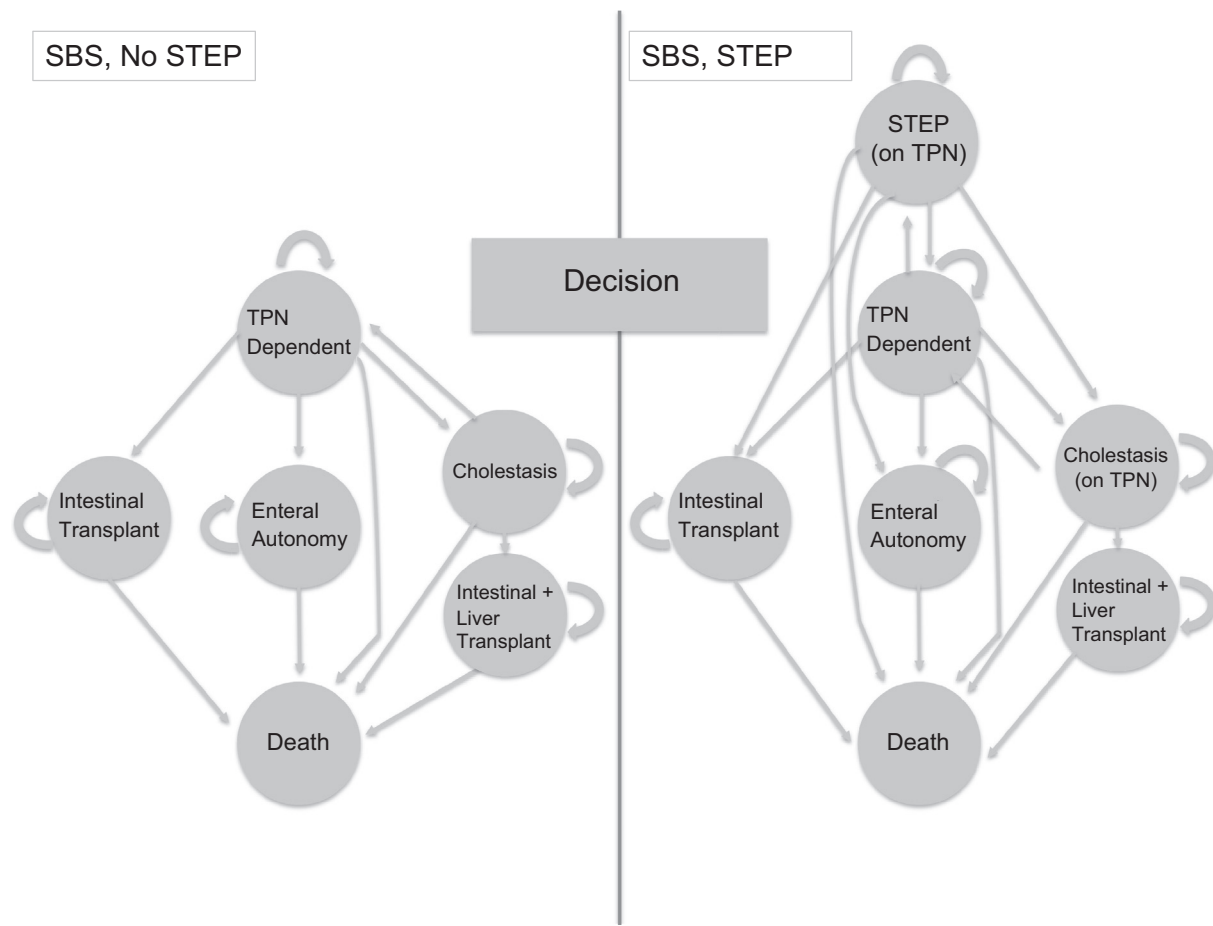 SBS, No STEP
TPN
Dependent
Cholestasis
Intestinal
Transplant
Enteral
Autonomy
Intestinal +
Liver
Transplant
Death
Decision
SBS, STEP
STEP
(on TPN)
TPN
Dependent
Cholestasis
(on TPN)
Intestinal
Transplant
Enteral
Autonomy
Intestinal +
Liver
Transplant
Death